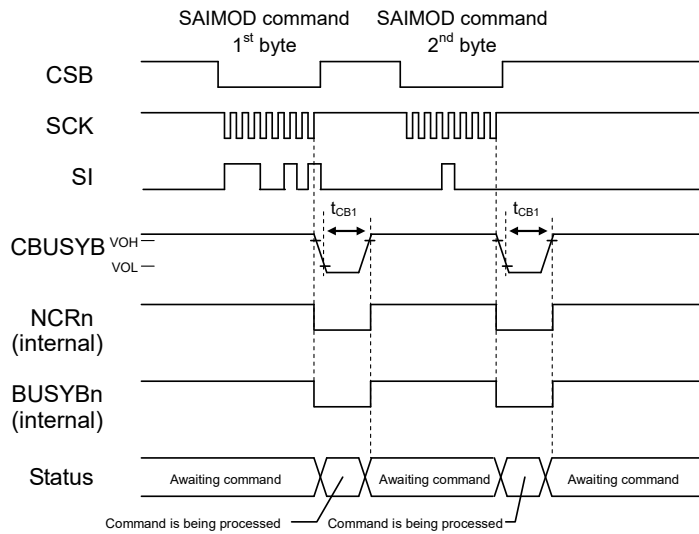 SAIMOD command
1st byte
SAIMOD command
2nd byte
CSB
SCK
SI
tCB1
tCB1
CBUSYB
VOH
VOL
NCRn
(internal)
BUSYBn
(internal)
Status
Awaiting command
Awaiting command
Awaiting command
Command is being processed
Command is being processed